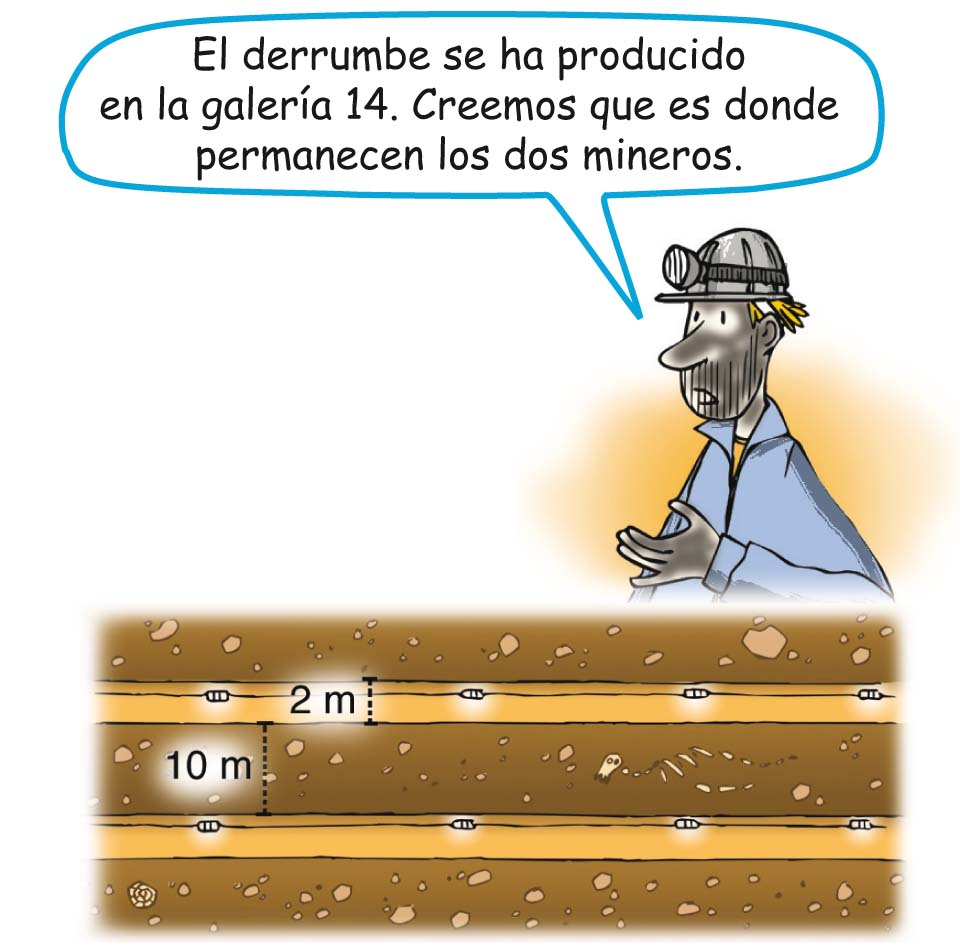 El derrumbe se ha producido
en la galería 14. Creemos que es donde
permanecen los dos mineros.
2 m
10 m